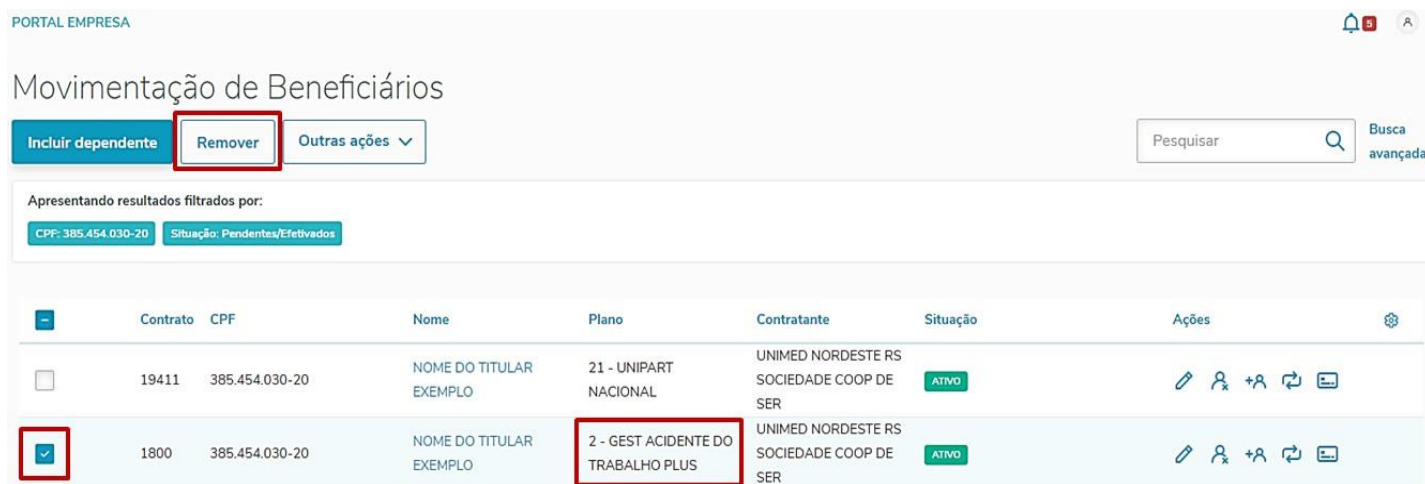 PORTAL EMPRESA
5
Movimentação de Beneficiários
Incluir dependente Remover Outras ações
Pesquisar
Busca
avançada
Apresentando resultados filtrados por:
CPF: 385.454.030-20 Situação: Pendentes/Efetivados
Contrato CPF Nome Plano Contratante Situação Ações
19411 385.454.030-20 NOME DO TITULAR EXEMPLO 21 - UNIPART NACIONAL UNIMED NORDESTE RS SOCIEDADE COOP DE SER ATIVO
1800 385.454.030-20 NOME DO TITULAR EXEMPLO 2 - GEST ACIDENTE DO TRABALHO PLUS UNIMED NORDESTE RS SOCIEDADE COOP DE SER ATIVO